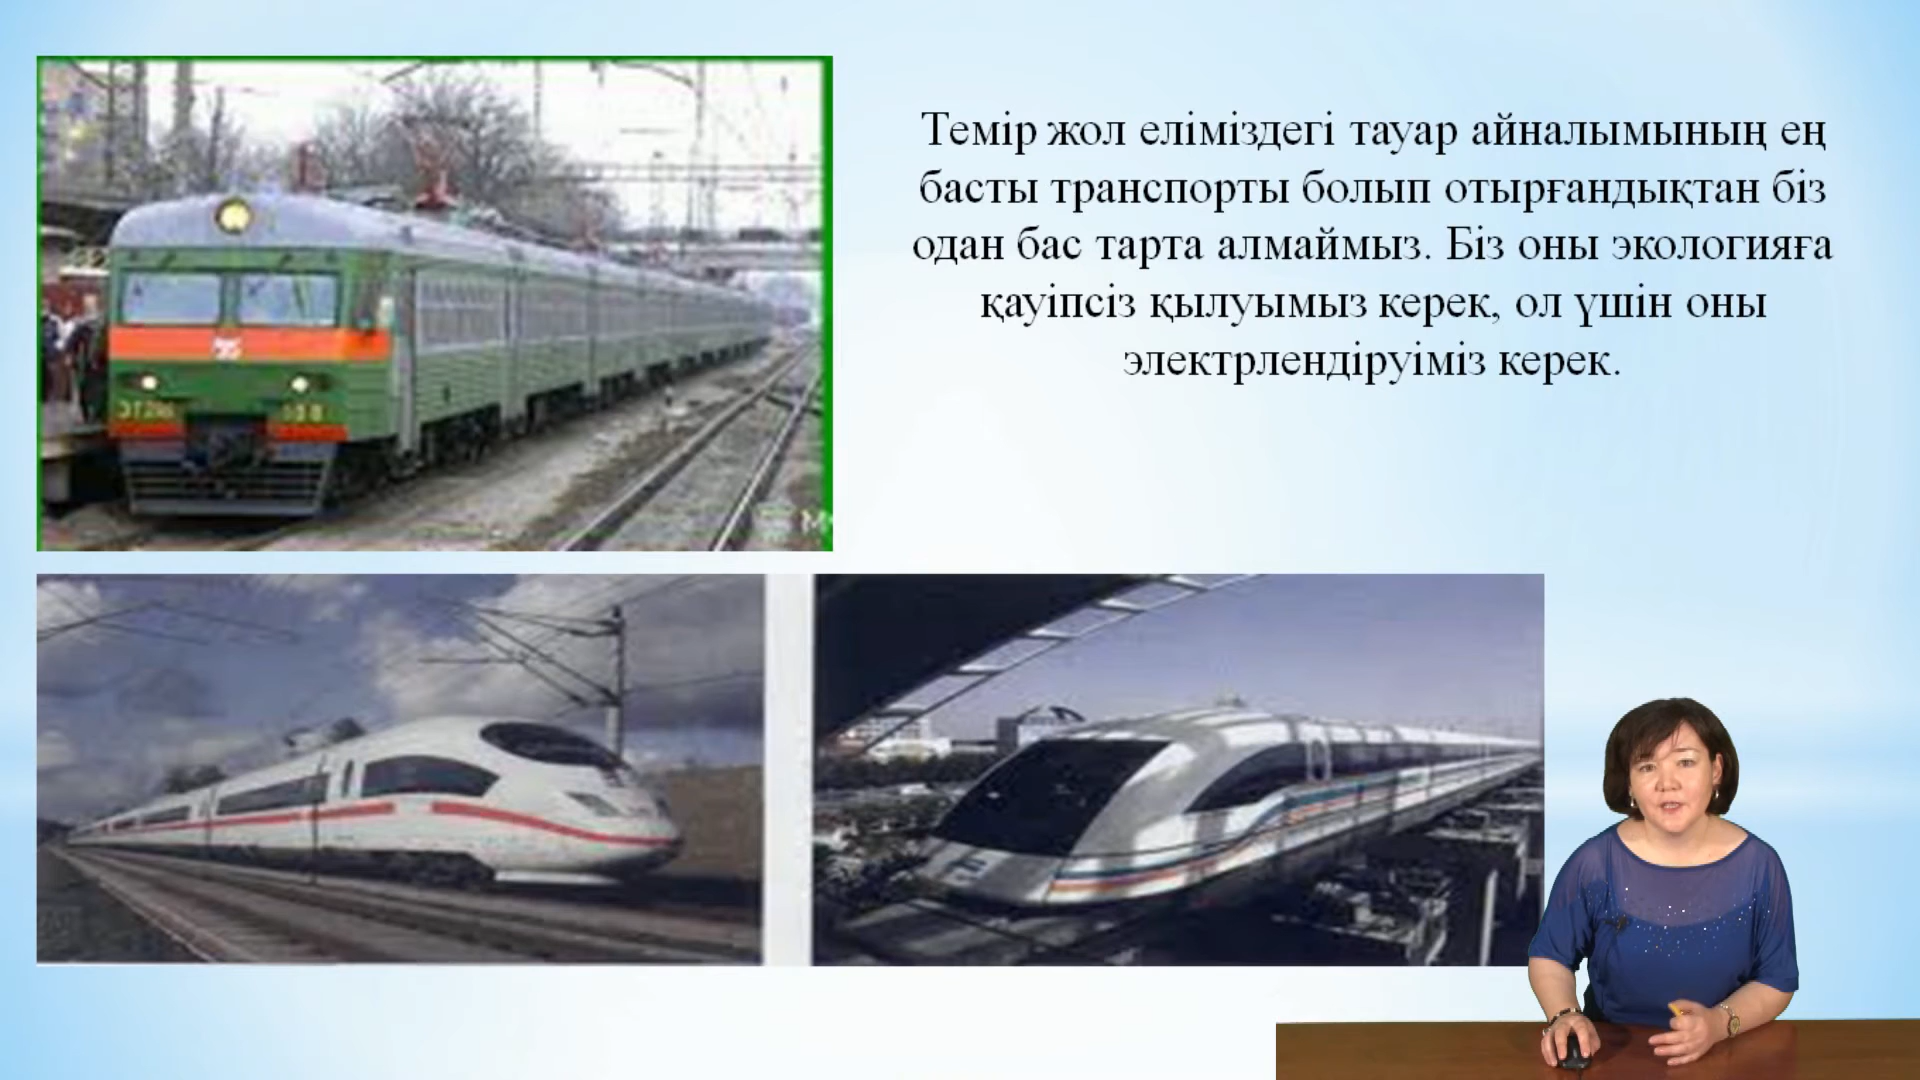 Темір жол еліміздегі тауар айналымының ең
басты транспорты болып отырғандықтан біз
одан бас тарта алмаймыз. Біз оны экологияға
қауіпсіз қылуымыз керек, ол үшін оны
электрлендіруіміз керек.